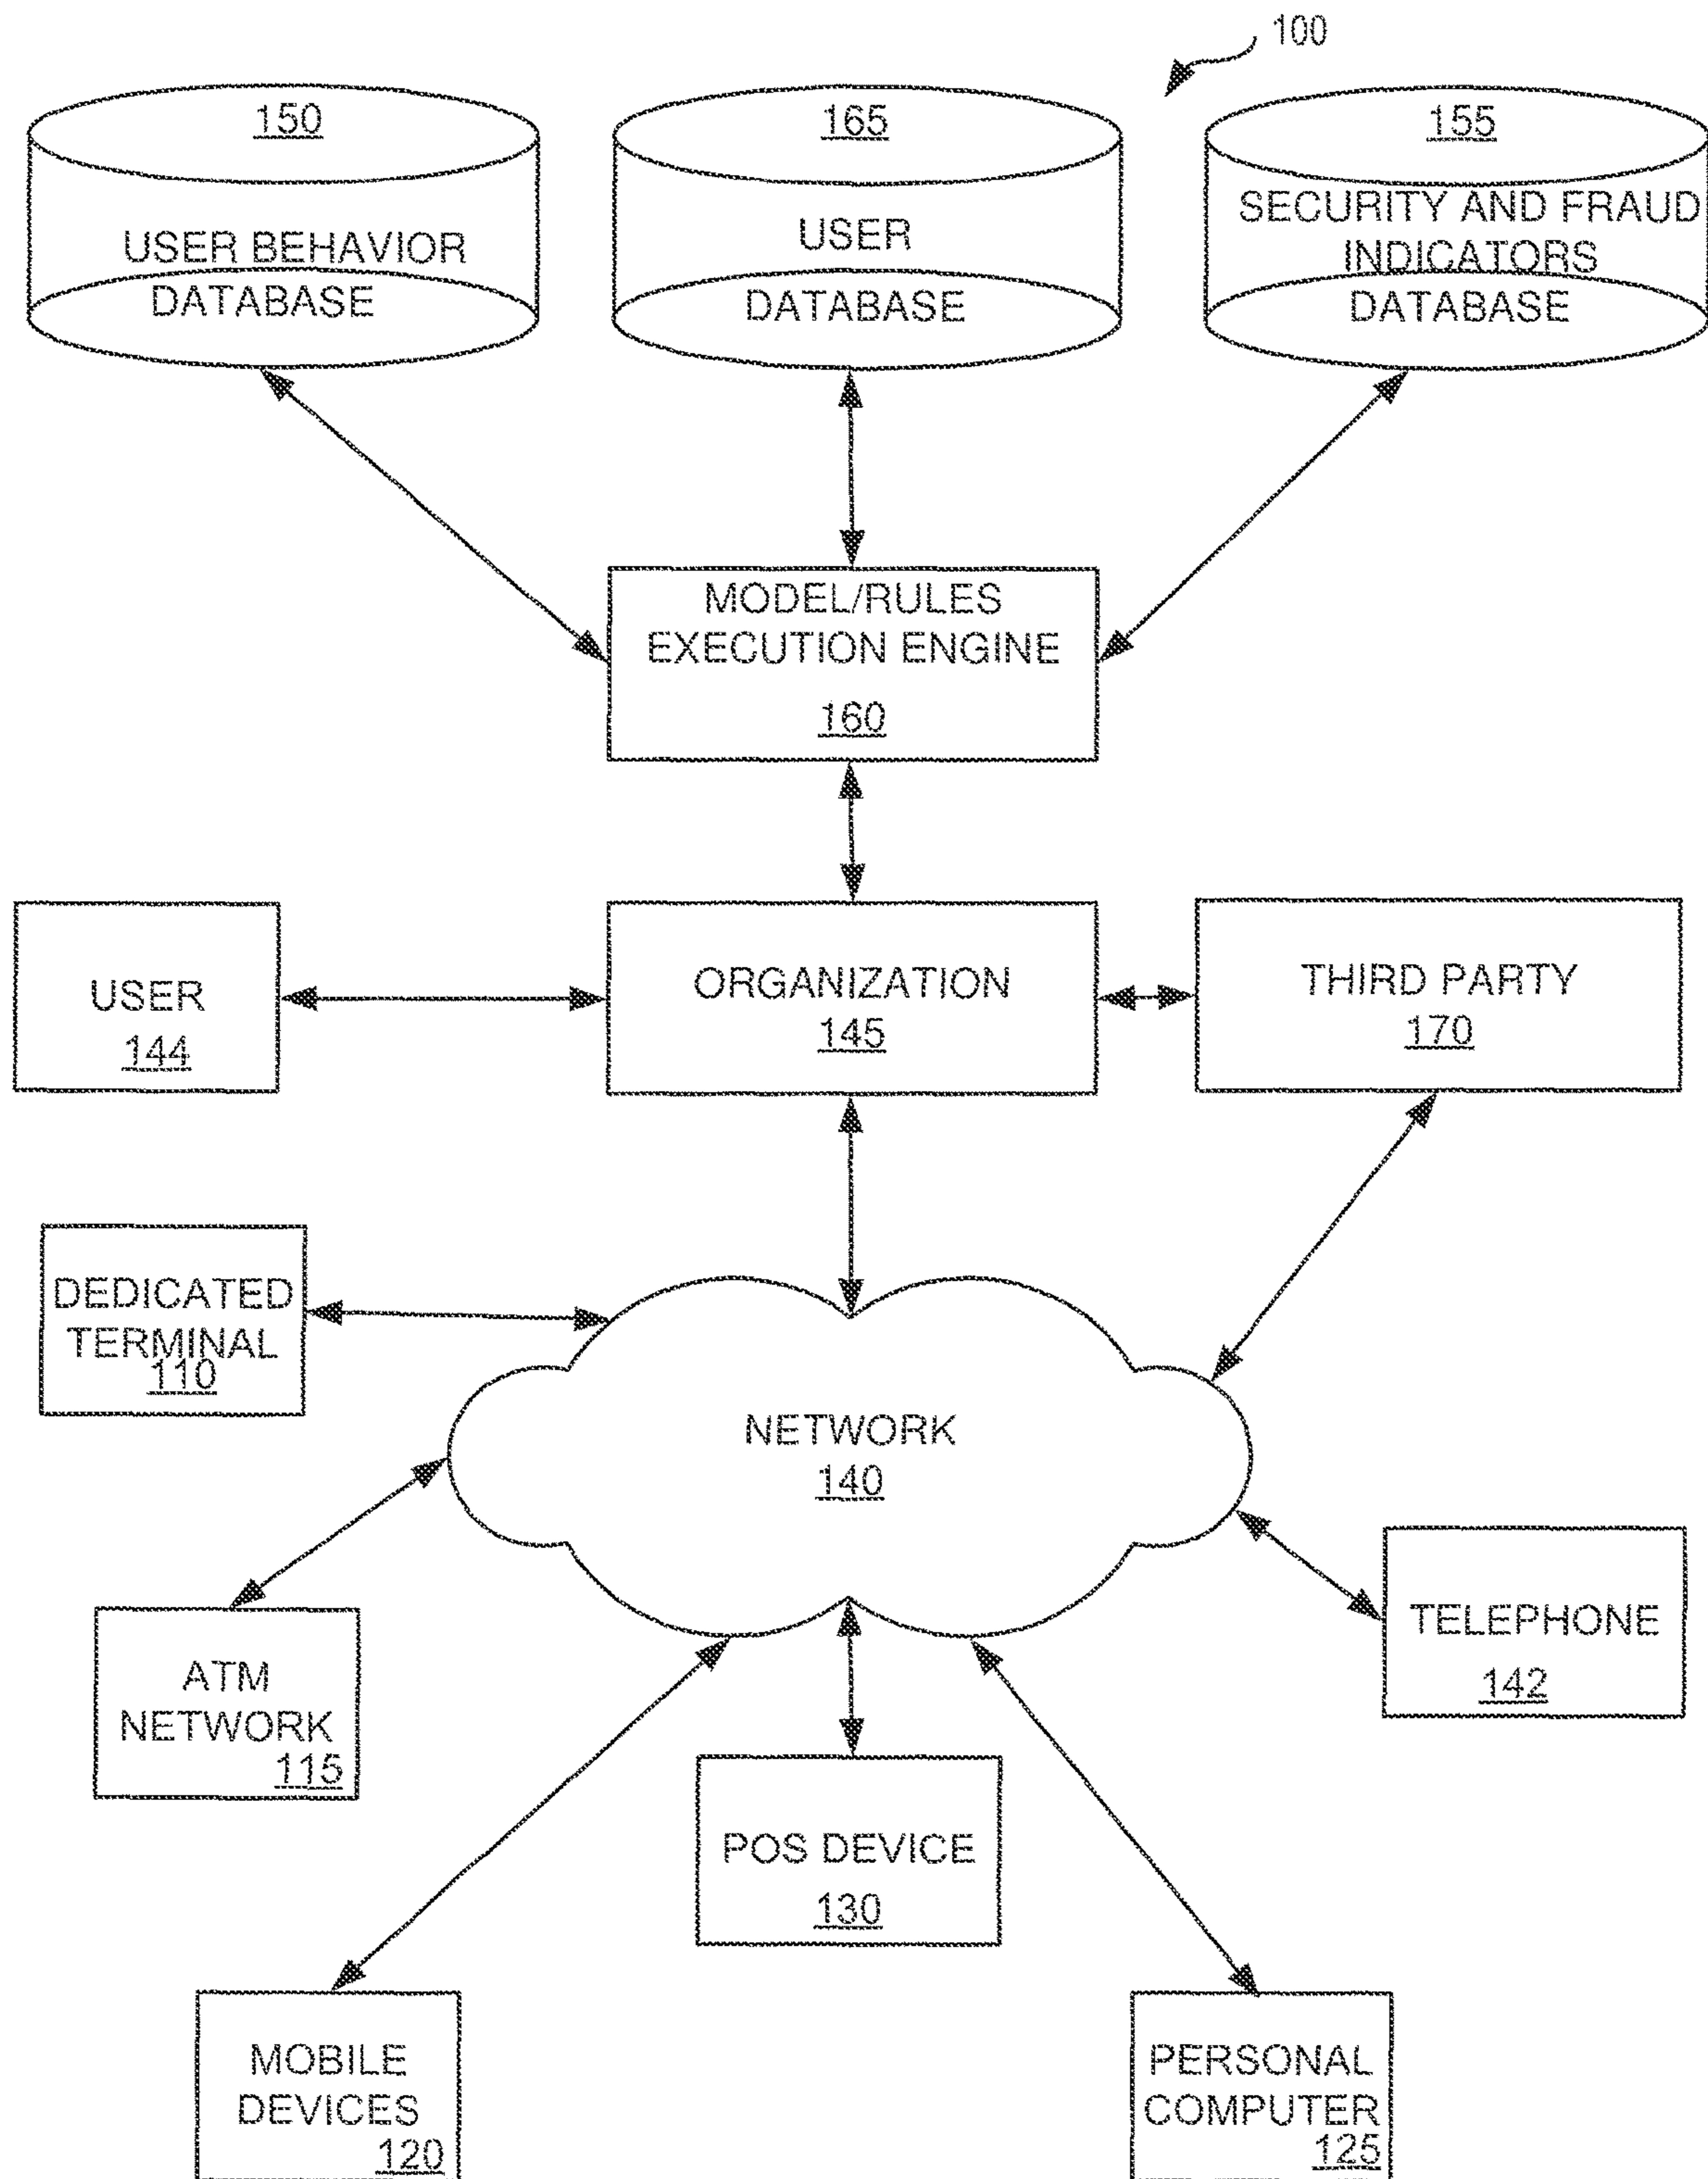 100
150
USER BEHAVIOR
DATABASE
165
USER
DATABASE
155
SECURITY AND FRAUD
INDICATORS
DATABASE
MODEL/RULES
EXECUTION ENGINE
160
USER
144
ORGANIZATION
145
THIRD PARTY
170
DEDICATED
TERMINAL
110
NETWORK
140
ATM
NETWORK
115
TELEPHONE
142
POS DEVICE
130
MOBILE
DEVICES
120
PERSONAL
COMPUTER
125